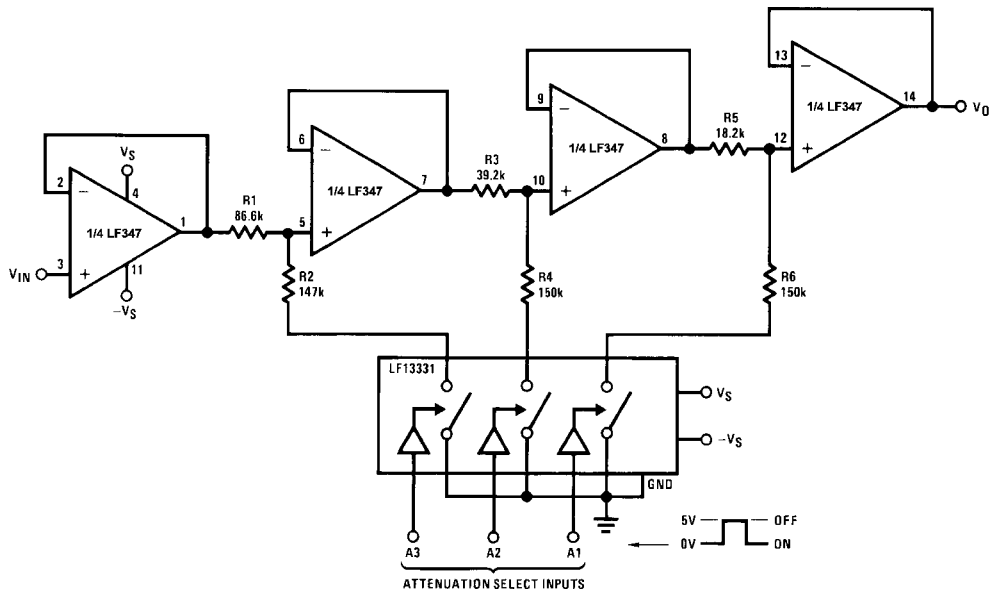 13
14
12
1/4 LF347
V_O
9
8
10
1/4 LF347
R5
18.2k
6
7
5
1/4 LF347
R3
39.2k
V_S
4
2
1
3
1/4 LF347
11
-V_S
V_IN
R1
86.6k
R2
147k
R4
150k
R6
150k
LF13331
V_S
-V_S
GND
A3
A2
A1
ATTENUATION SELECT INPUTS
5V
OFF
0V
ON